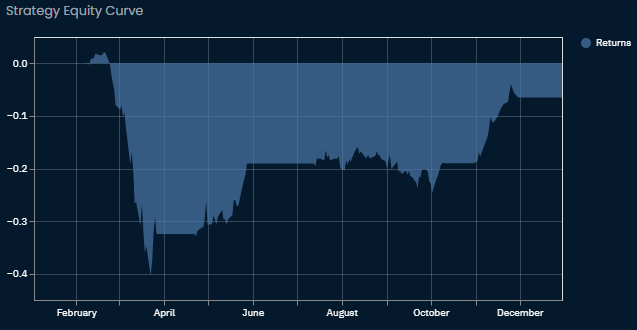 Strategy Equity Curve
Returns
0.0
−0.1
−0.2
−0.3
−0.4
February April June August October December